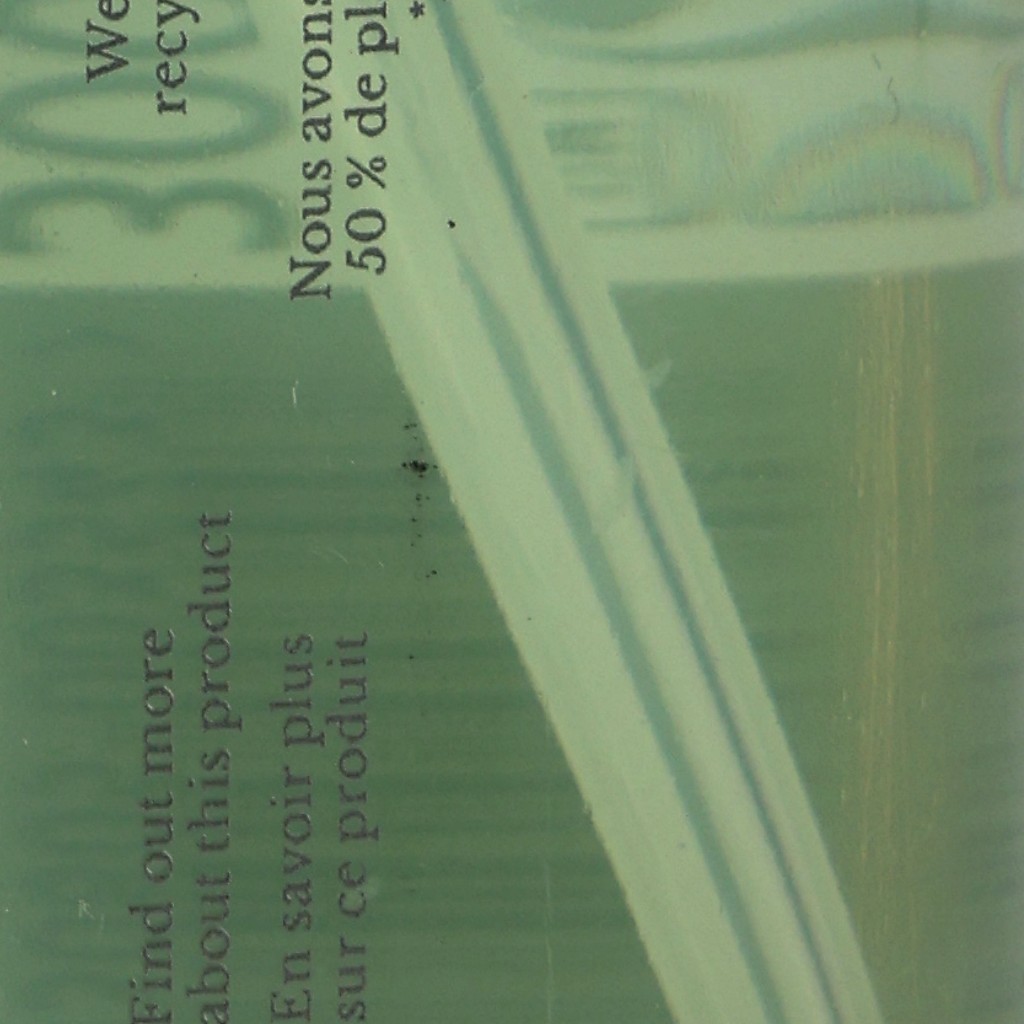 We
recy
Nous avons
50 % de pl
*
Find out more
about this product
En savoir plus
sur ce produit
300